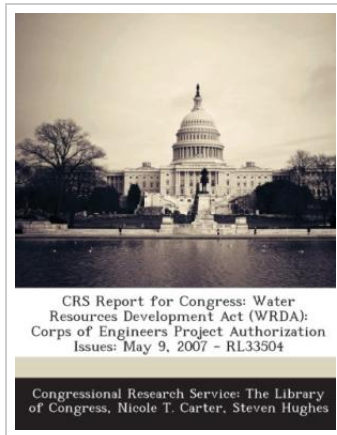 CRS Report for Congress: Water
Resources Development Act (WRDA):
Corps of Engineers Project Authorization
Issues: May 9, 2007 - RL33504
Congressional Research Service: The Library
of Congress, Nicole T. Carter, Steven Hughes